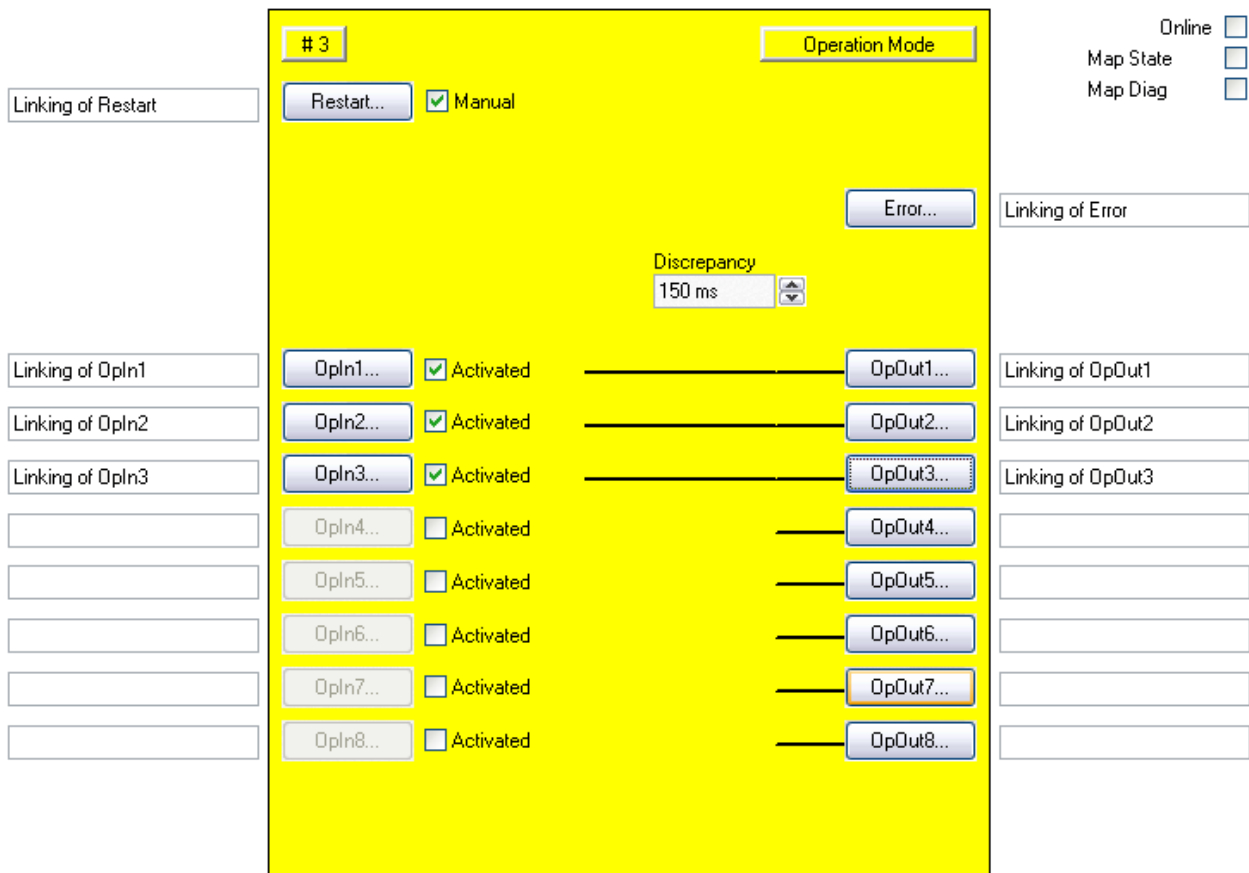 # 3 Operation Mode Online
Map State
Map Diag
Linking of Restart Restart... Manual
Error... Linking of Error
Discrepancy
150 ms
Linking of OpIn1 OpIn1... Activated OpOut1... Linking of OpOut1
Linking of OpIn2 OpIn2... Activated OpOut2... Linking of OpOut2
Linking of OpIn3 OpIn3... Activated OpOut3... Linking of OpOut3
OpIn4... Activated OpOut4...
OpIn5... Activated OpOut5...
OpIn6... Activated OpOut6...
OpIn7... Activated OpOut7...
OpIn8... Activated OpOut8...